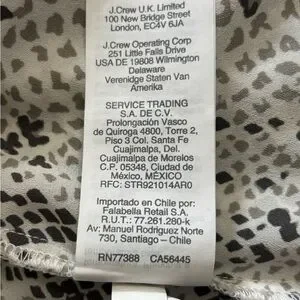 J.Crew U.K. Limited
100 New Bridge Street
London, EC4V 6JA
J.Crew Operating Corp
251 Little Falls Drive
USA DE 19808 Wilmington
Delaware
Verenidge Staten Van
Amerika
SERVICE TRADING
S.A. DE C.V.
Prolongación Vasco
de Quiroga 4800, Torre 2,
Piso 3 Col. Santa Fe
Cuajimalpa, Del.
Cuajimalpa de Morelos
C.P. 05348, Ciudad de
México, MÉXICO
RFC: STR921014AR0
Importado en Chile por:
Falabella Retail S.A.
R.U.T.: 77.261.280-K
Av: Manuel Rodriguez Norte
730, Santiago – Chile
RN77388 CA56445